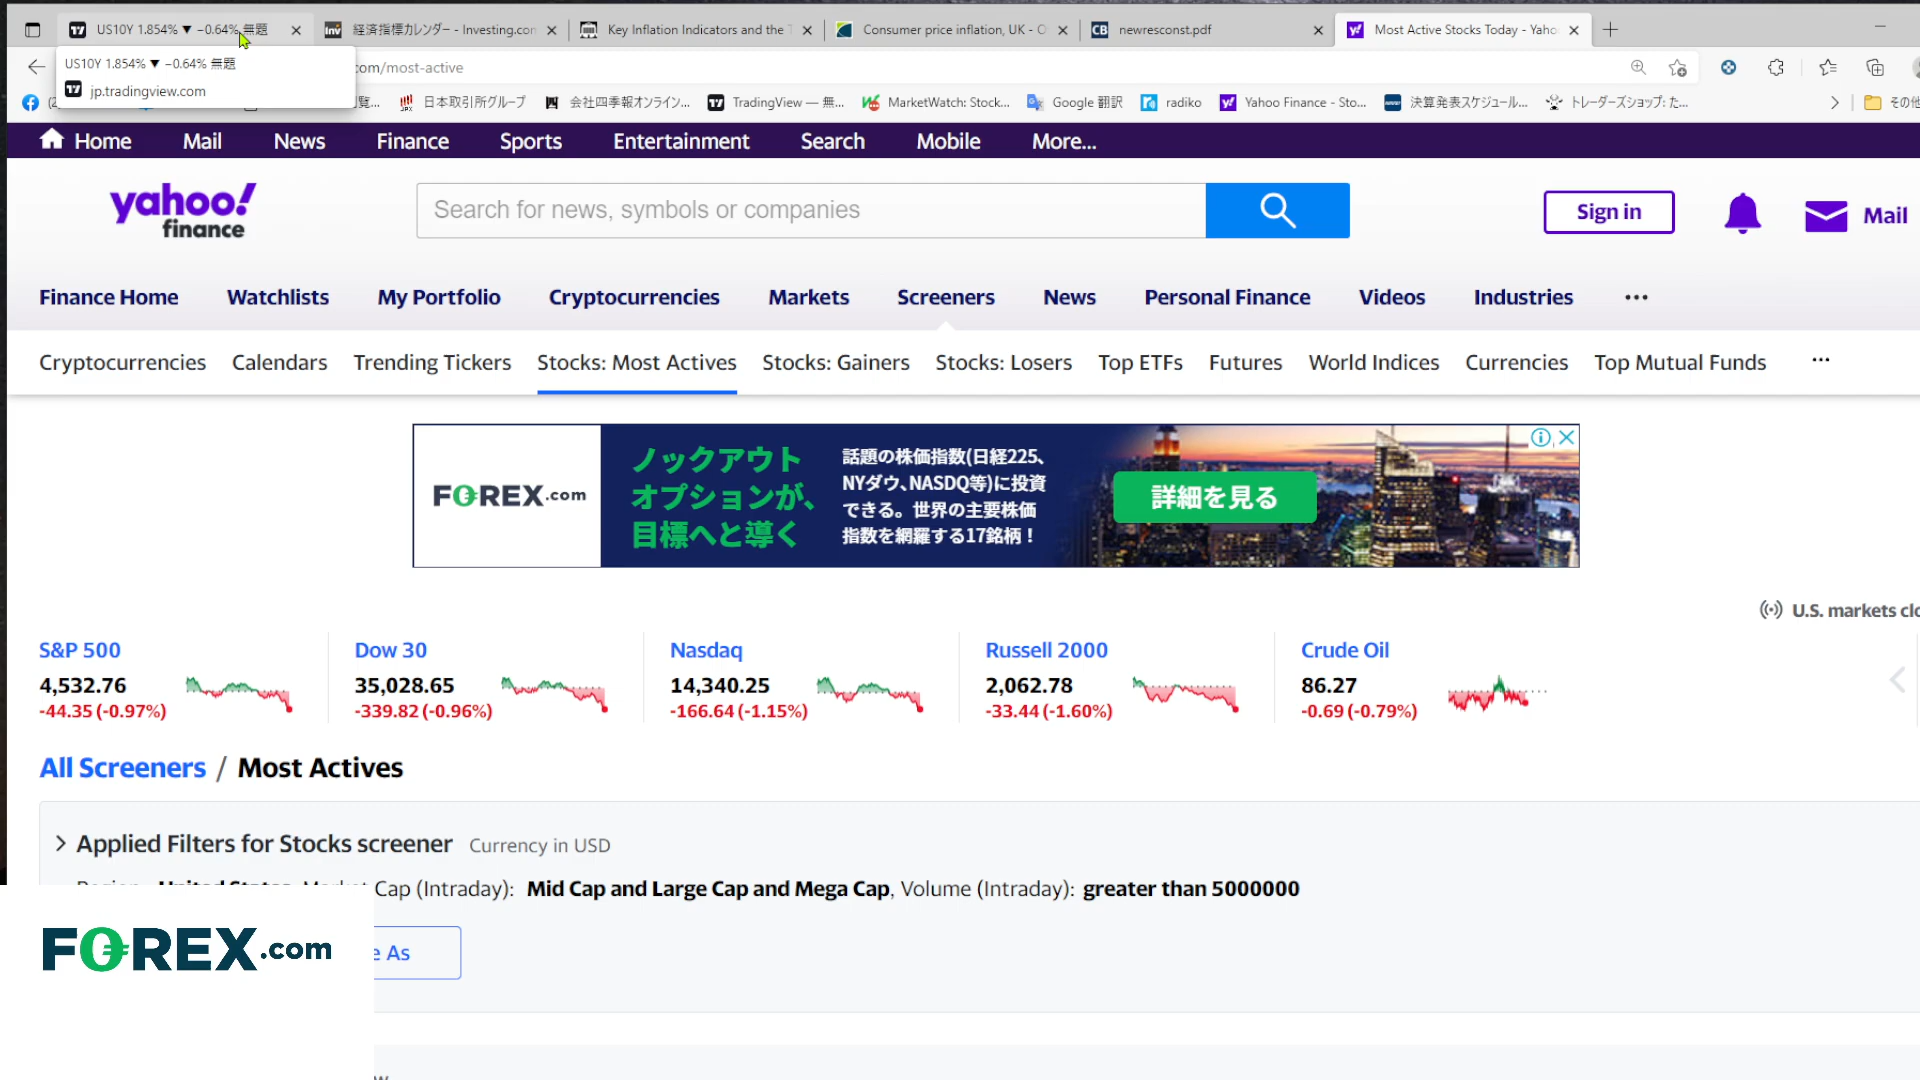 US10Y 1.854% ▼ −0.64% 無題
経済指標カレンダー - Investing.com
Key Inflation Indicators and the
Consumer price inflation, UK - O
newresconst.pdf
Most Active Stocks Today - Yaho
US10Y 1.854% ▼ −0.64% 無題
jp.tradingview.com
com/most-active
覧...
日本取引所グループ
会社四季報オンライン...
TradingView — 無...
MarketWatch: Stock...
Google 翻訳
radiko
Yahoo Finance - Sto...
決算発表スケジュール...
トレーダーズショップ: た...
その他
Home Mail News Finance Sports Entertainment Search Mobile More...
yahoo!
finance
Search for news, symbols or companies
Sign in
Mail
Finance Home Watchlists My Portfolio Cryptocurrencies Markets Screeners News Personal Finance Videos Industries ...
Cryptocurrencies Calendars Trending Tickers Stocks: Most Actives Stocks: Gainers Stocks: Losers Top ETFs Futures World Indices Currencies Top Mutual Funds ...
FOREX.com
ノックアウト
オプションが、
目標へと導く
話題の株価指数(日経225、
NYダウ、NASDQ等)に投資
できる。世界の主要株価
指数を網羅する17銘柄！
詳細を見る
U.S. markets clo
S&P 500
4,532.76
-44.35 (-0.97%)
Dow 30
35,028.65
-339.82 (-0.96%)
Nasdaq
14,340.25
-166.64 (-1.15%)
Russell 2000
2,062.78
-33.44 (-1.60%)
Crude Oil
86.27
-0.69 (-0.79%)
All Screeners / Most Actives
Applied Filters for Stocks screener Currency in USD
Cap (Intraday): Mid Cap and Large Cap and Mega Cap, Volume (Intraday): greater than 5000000
e As
FOREX.com